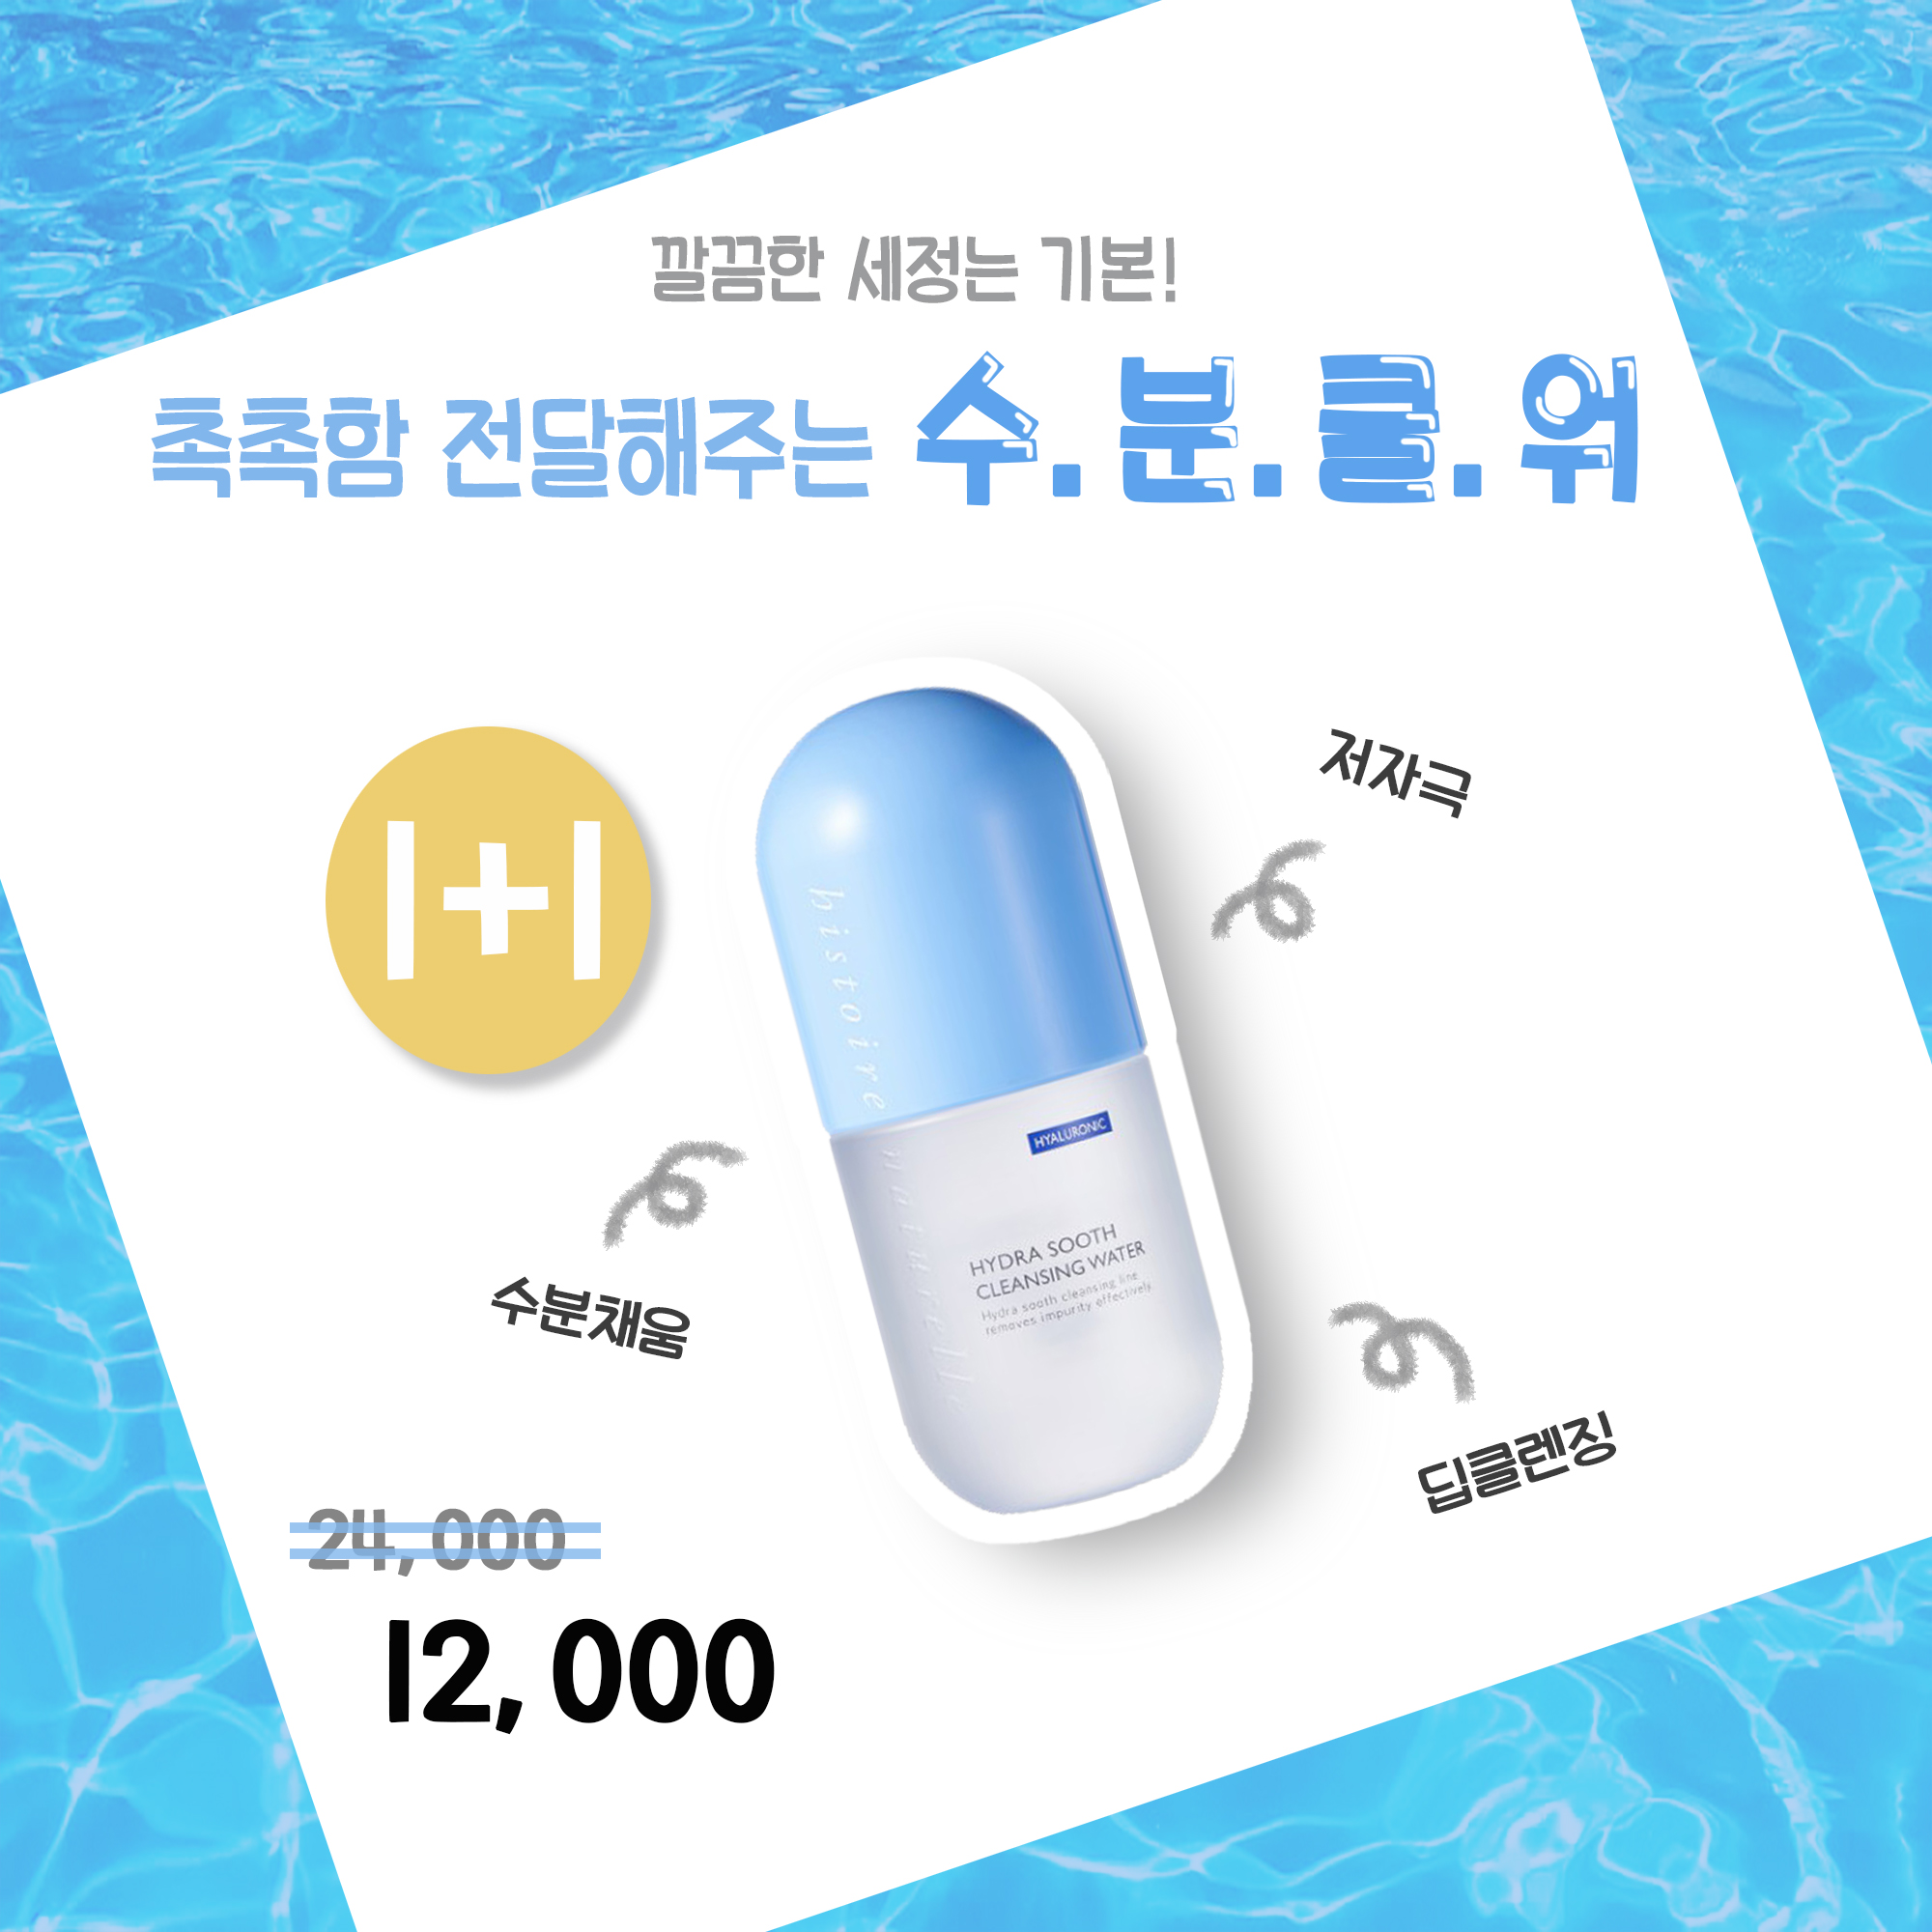 깔끔한 세정는 기본!
촉촉함 전달해주는 수.분.클.워
1+1
저자극
histoire
naturelle
HYALURONIC
HYDRA SOOTH
CLEANSING WATER
Hydra sooth cleansing line
removes impurity effectively.
수분채움
딥클렌징
24,000
12,000